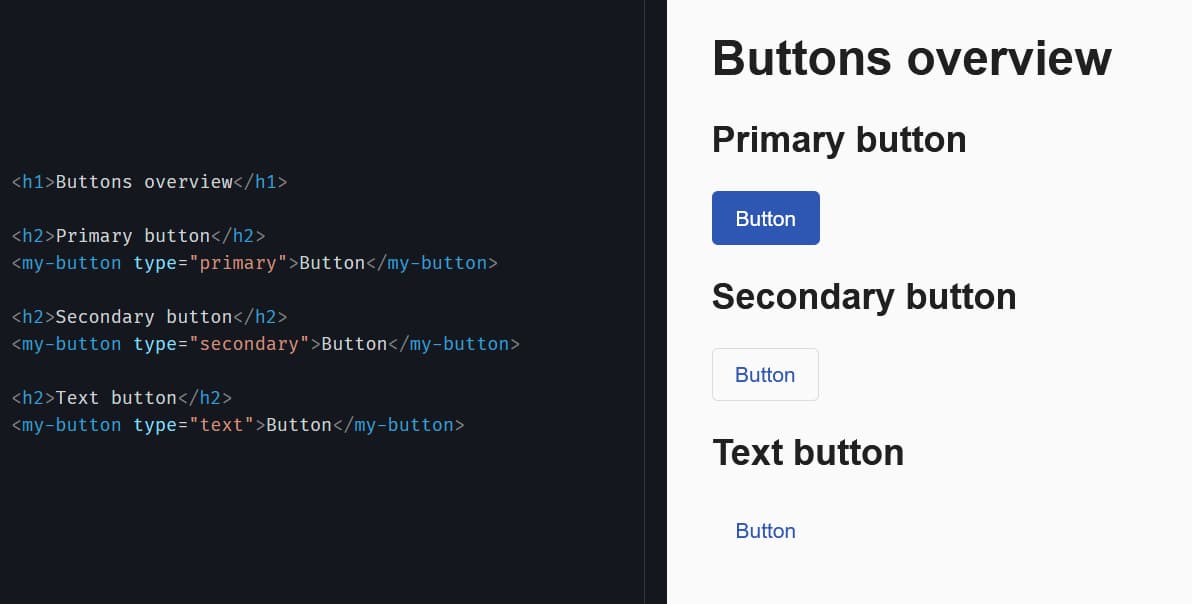 <h1>Buttons overview</h1>
<h2>Primary button</h2>
<my-button type="primary">Button</my-button>
<h2>Secondary button</h2>
<my-button type="secondary">Button</my-button>
<h2>Text button</h2>
<my-button type="text">Button</my-button>
Buttons overview
Primary button
Button
Secondary button
Button
Text button
Button